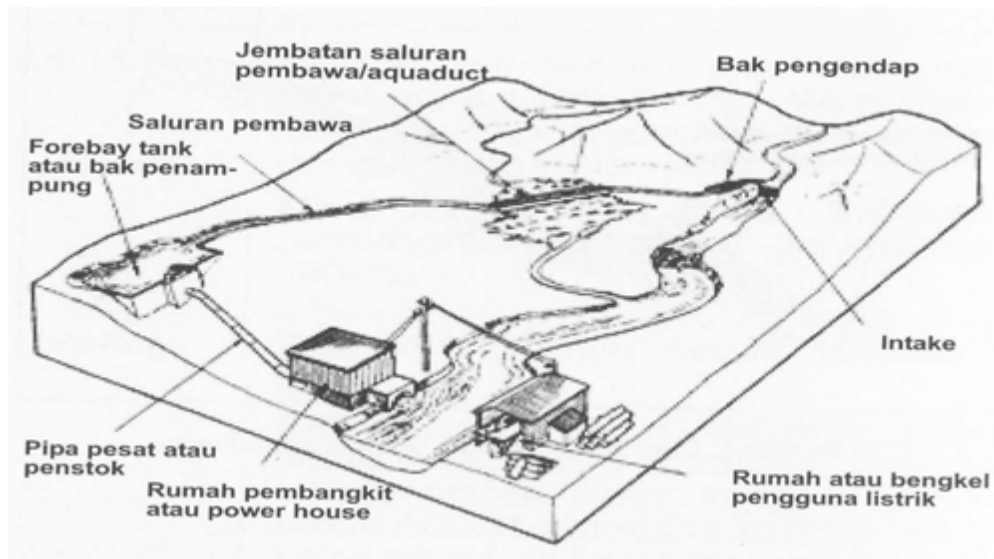 Jembatan saluran
pembawa/aquaduct
Bak pengendap
Saluran pembawa
Forebay tank
atau bak penam-
pung
Intake
Pipa pesat atau
penstok
Rumah pembangkit
atau power house
Rumah atau bengkel
pengguna listrik